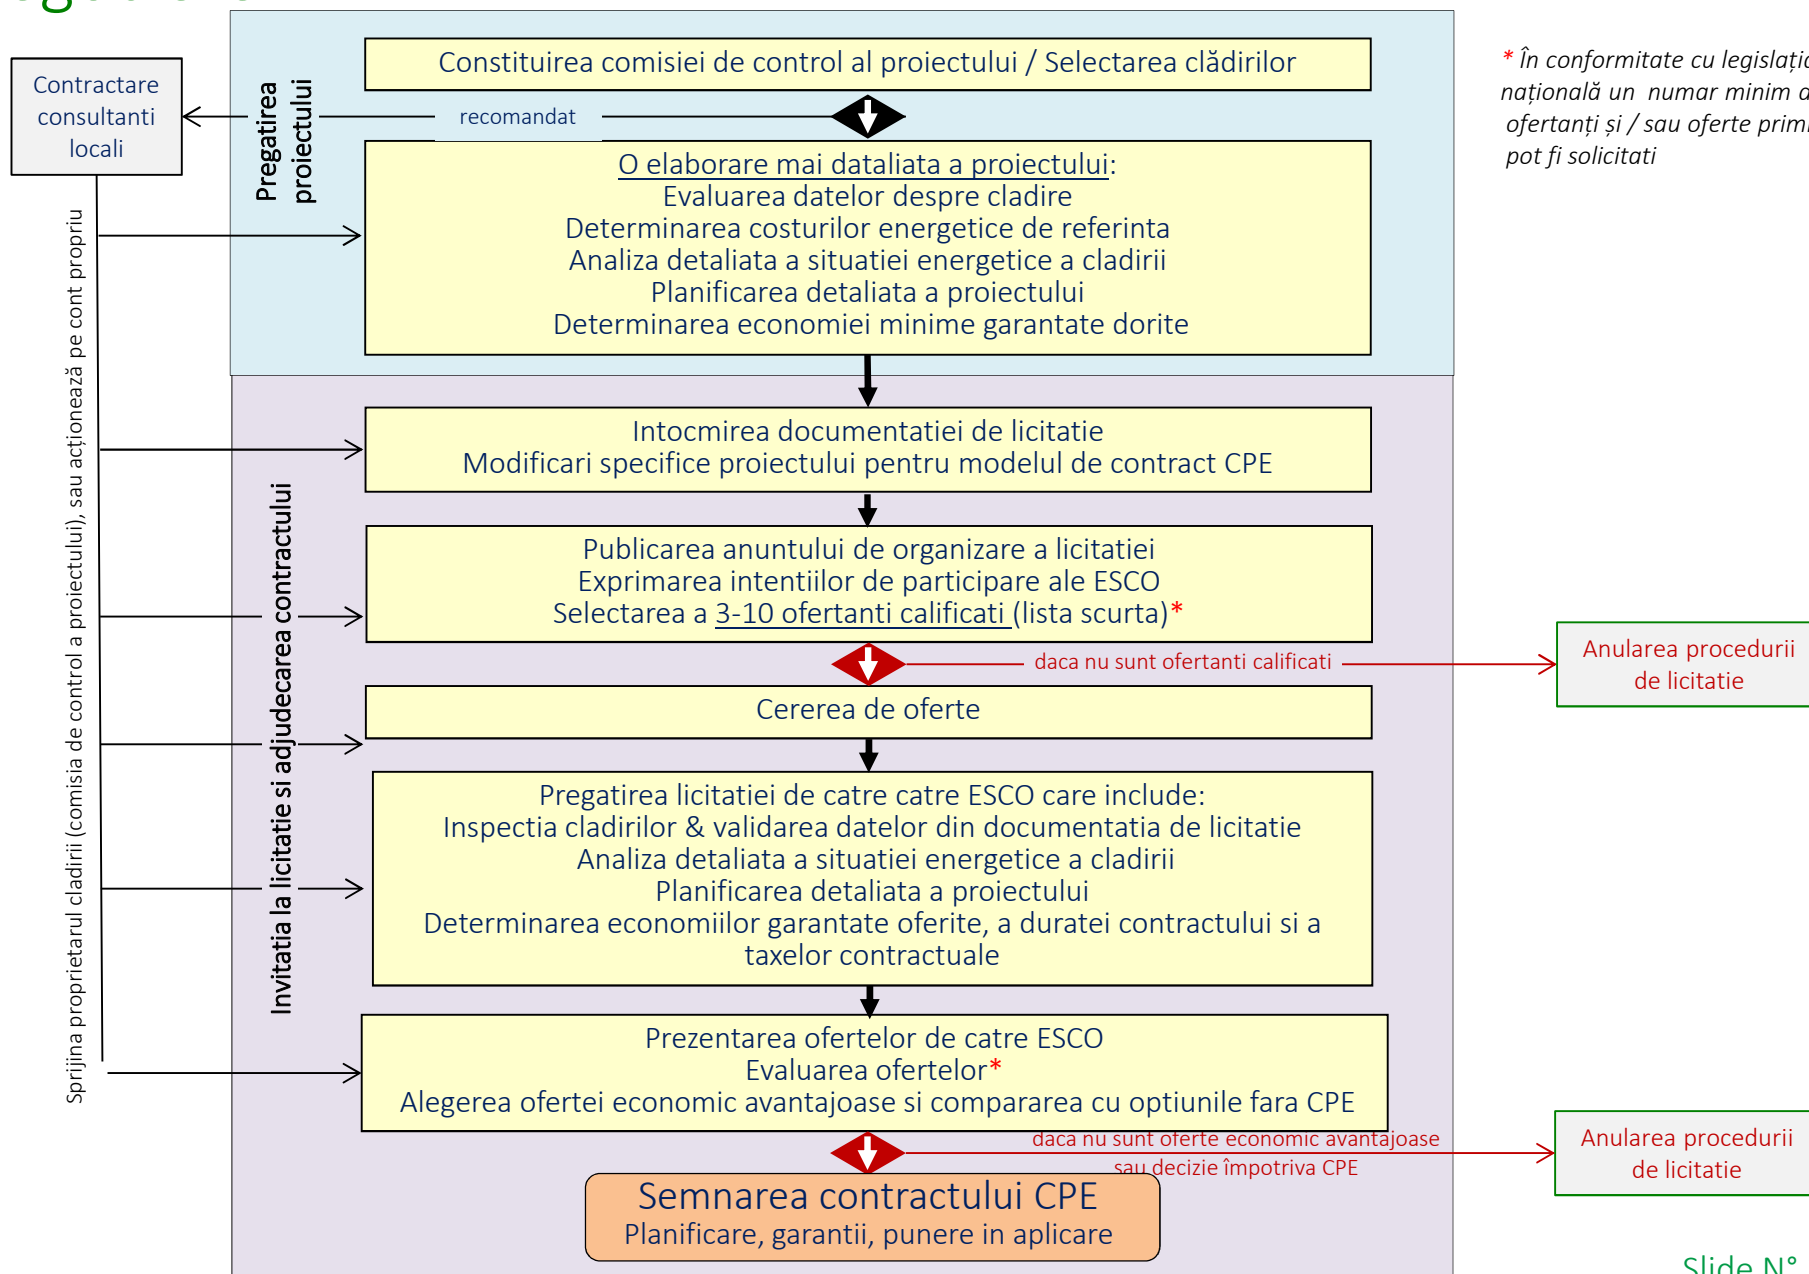 Constituirea comisiei de control al proiectului / Selectarea clădirilor
* În conformitate cu legislația
națională un numar minim
ofertanți și / sau oferte
pot fi solicitati
Contractare
consultanti
locali
Pregatirea
proiectului
recomandat
O elaborare mai dataliata a proiectului:
Evaluarea datelor despre cladire
Determinarea costurilor energetice de referinta
Analiza detaliata a situatiei energetice a cladirii
Planificarea detaliata a proiectului
Determinarea economiei minime garantate dorite
Sprijina proprietarul cladirii (comisia de control a proiectului), sau acționează pe cont propriu
Invitatia la licitatie si adjudecarea contractului
Intocmirea documentatiei de licitatie
Modificari specifice proiectului pentru modelul de contract CPE
Publicarea anuntului de organizare a licitatiei
Exprimarea intentiilor de participare ale ESCO
Selectarea a 3-10 ofertanti calificati (lista scurta)*
daca nu sunt ofertanti calificati
Anularea procedurii
de licitatie
Cererea de oferte
Pregatirea licitatiei de catre catre ESCO care include:
Inspectia cladirilor & validarea datelor din documentatia de licitatie
Analiza detaliata a situatiei energetice a cladirii
Planificarea detaliata a proiectului
Determinarea economiilor garantate oferite, a duratei contractului si a
taxelor contractuale
Prezentarea ofertelor de catre ESCO
Evaluarea ofertelor*
Alegerea ofertei economic avantajoase si compararea cu optiunile fara CPE
daca nu sunt oferte economic avantajoase
sau decizie împotriva CPE
Anularea procedurii
de licitatie
Semnarea contractului CPE
Planificare, garantii, punere in aplicare
Slide N°